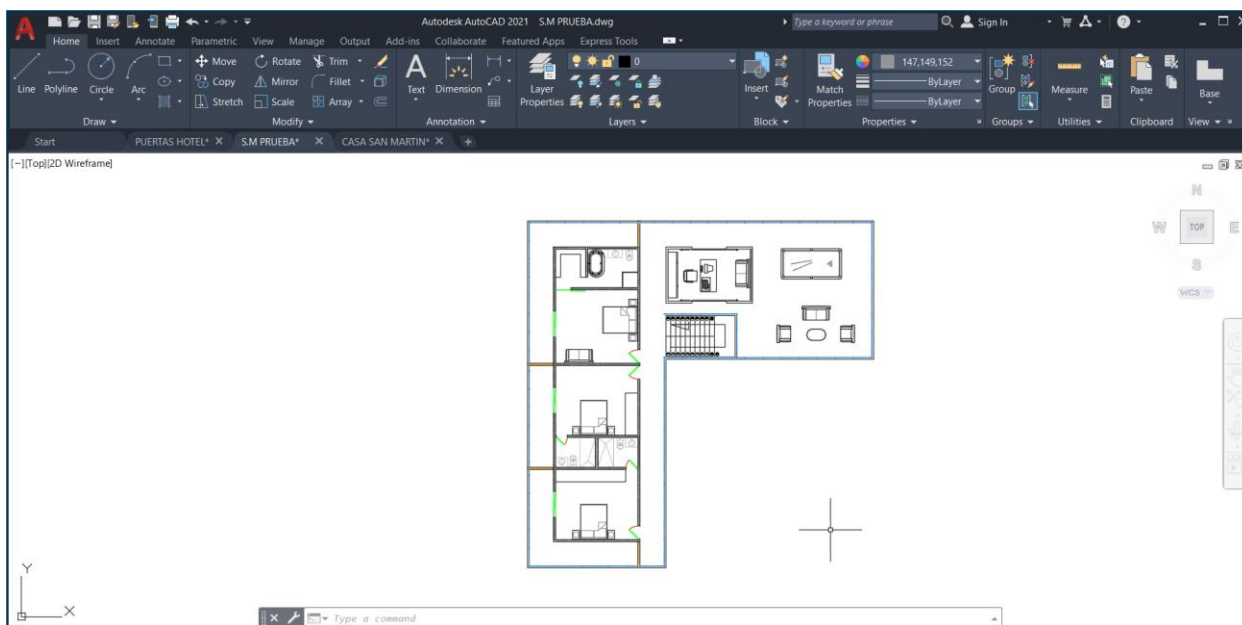 Autodesk AutoCAD 2021 S.M PRUEBA.dwg
Type a keyword or phrase
Sign In
Home Insert Annotate Parametric View Manage Output Add-ins Collaborate Featured Apps Express Tools
Line Polyline Circle Arc
Move Rotate Trim
Copy Mirror Fillet
Stretch Scale Array
Text Dimension
Layer Properties
0
Insert
Match Properties
147,149,152
ByLayer
ByLayer
Group
Measure
Paste
Base
Draw Modify Annotation Layers Block Properties Groups Utilities Clipboard View
Start PUERTAS HOTEL* S.M PRUEBA* CASA SAN MARTIN*
[−][Top][2D Wireframe]
N
W TOP E
S
WCS
Y
X
Type a command